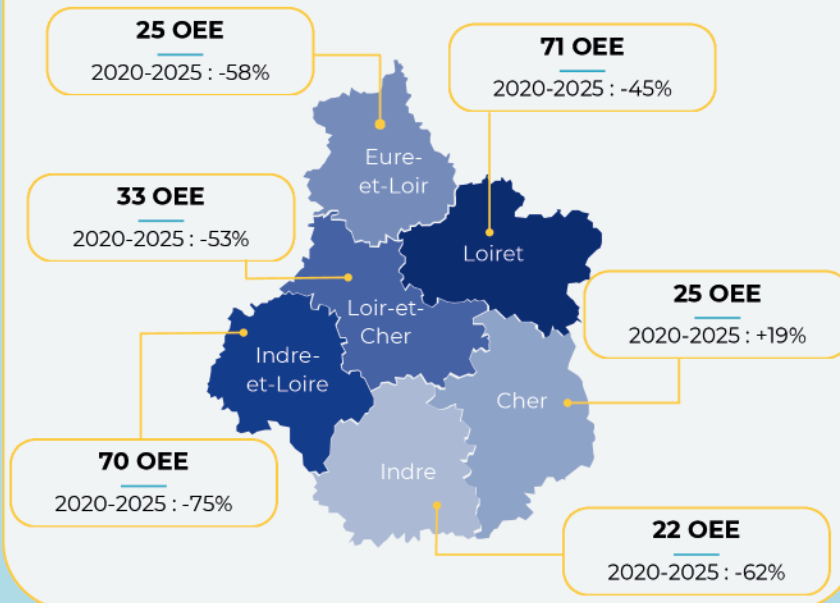 25 OEE
2020-2025 : -58%
71 OEE
2020-2025 : -45%
Eure-
et-Loir
33 OEE
2020-2025 : -53%
Loiret
25 OEE
2020-2025 : +19%
Loir-et-
Cher
Indre-
et-Loire
Cher
70 OEE
2020-2025 : -75%
Indre
22 OEE
2020-2025 : -62%